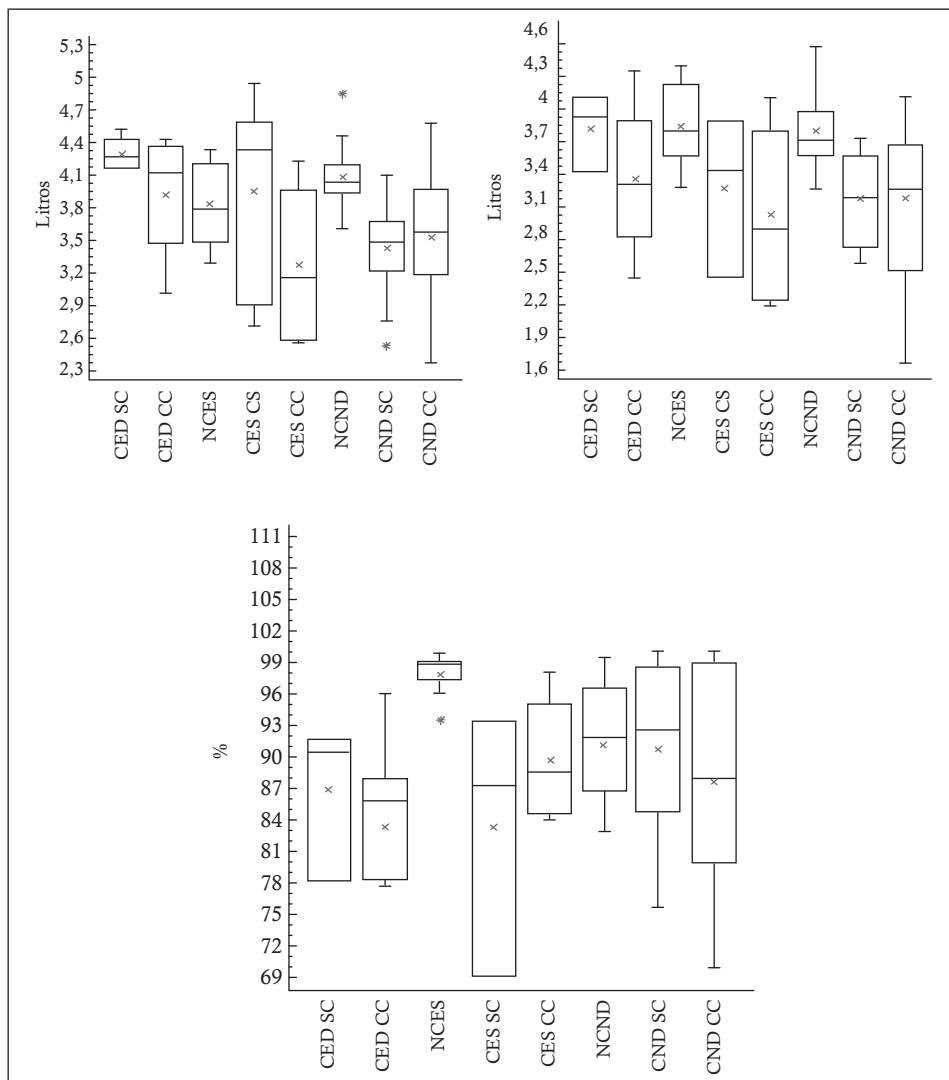 5,3
5
4,7
4,4
4,1
3,8
3,5
3,2
2,9
2,6
2,3
Litros
CED SC
CED CC
NCES
CES CS
CES CC
NCND
CND SC
CND CC
4,6
4,3
4
3,7
3,4
3,1
2,8
2,5
2,2
1,9
1,6
Litros
CED SC
CED CC
NCES
CES CS
CES CC
NCND
CND SC
CND CC
111
108
105
102
99
96
93
90
87
84
81
78
75
72
69
%
CED SC
CED CC
NCES
CES SC
CES CC
NCND
CND SC
CND CC